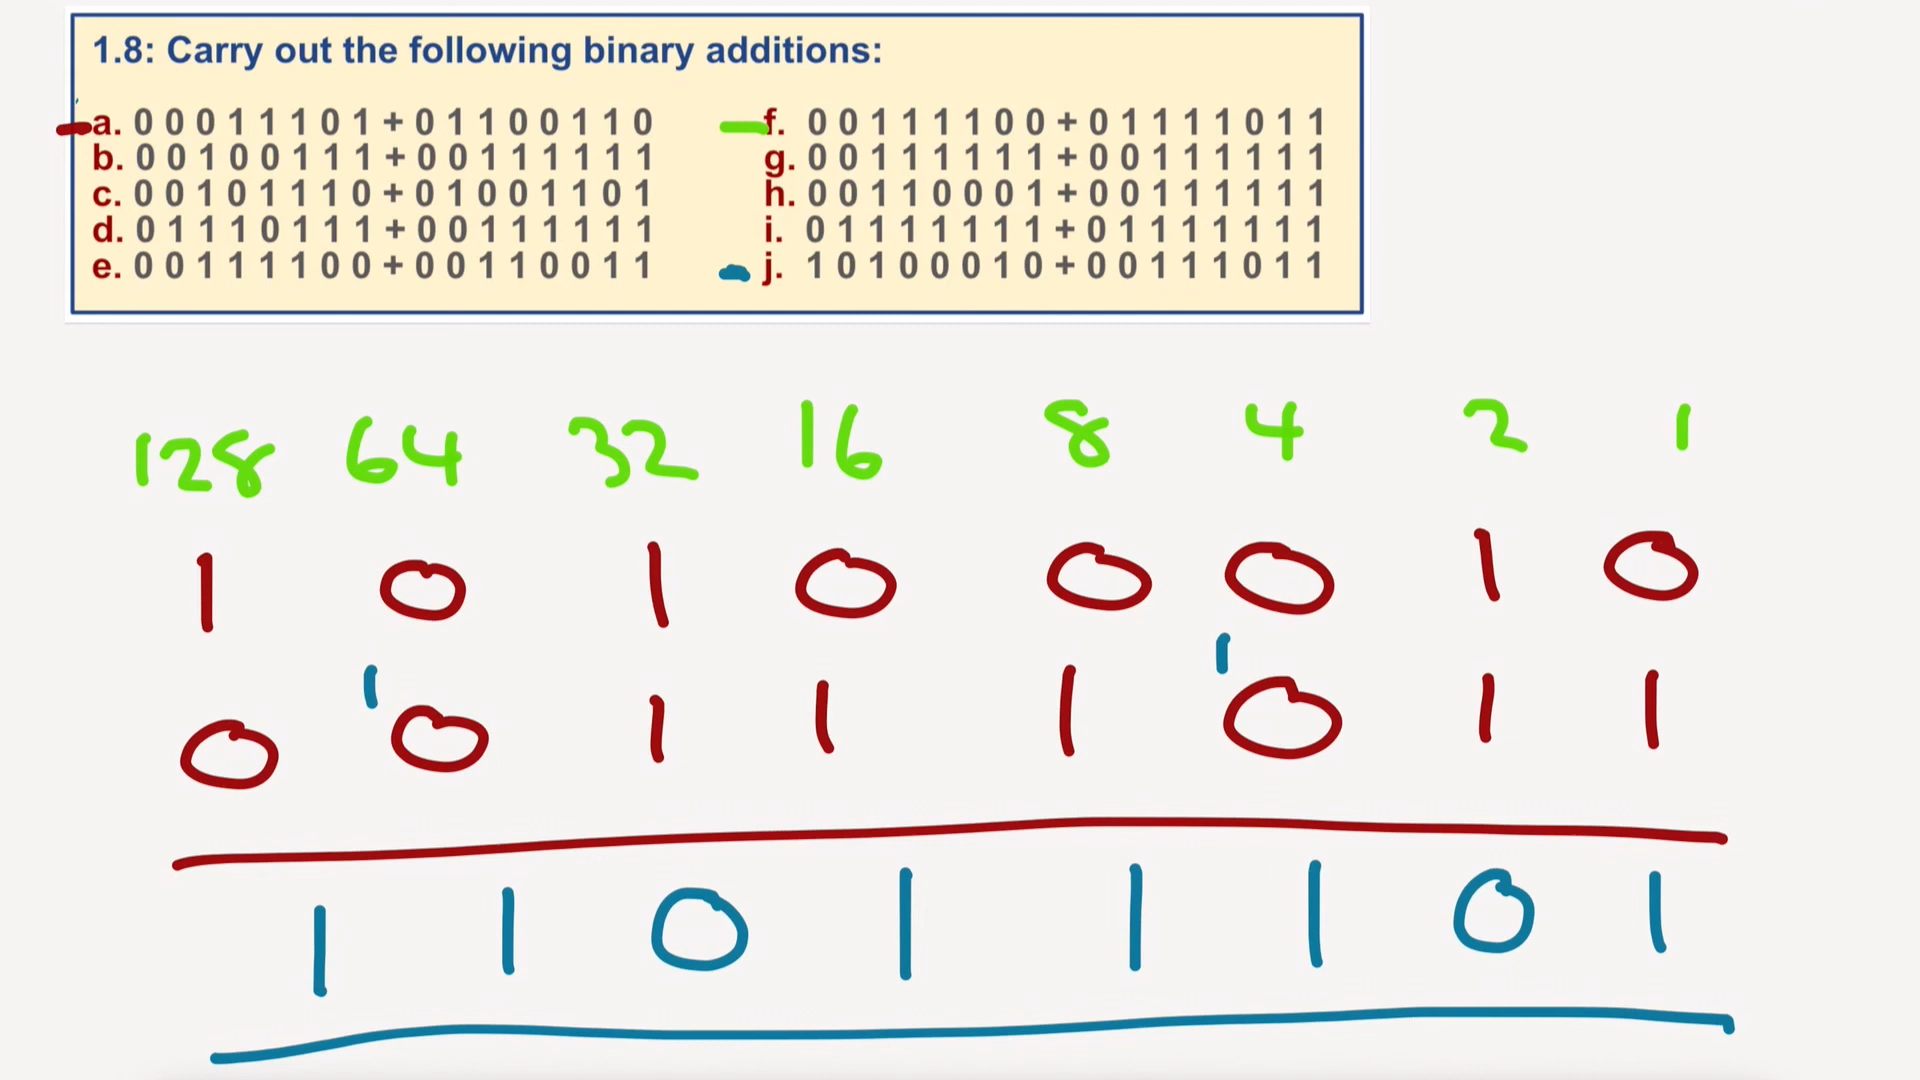 1.8: Carry out the following binary additions:
a. 0 0 0 1 1 1 0 1 + 0 1 1 0 0 1 1 0
b. 0 0 1 0 0 1 1 1 + 0 0 1 1 1 1 1 1
c. 0 0 1 0 1 1 1 0 + 0 1 0 0 1 1 0 1
d. 0 1 1 1 0 1 1 1 + 0 0 1 1 1 1 1 1
e. 0 0 1 1 1 1 0 0 + 0 0 1 1 0 0 1 1
f. 0 0 1 1 1 1 0 0 + 0 1 1 1 1 0 1 1
g. 0 0 1 1 1 1 1 1 + 0 0 1 1 1 1 1 1
h. 0 0 1 1 0 0 0 1 + 0 0 1 1 1 1 1 1
i. 0 1 1 1 1 1 1 1 + 0 1 1 1 1 1 1 1
j. 1 0 1 0 0 0 1 0 + 0 0 1 1 1 0 1 1
128 64 32 16 8 4 2 1
1 0 1 0 0 0 1 0
1 1
0 0 1 1 1 0 1 1
1 1 0 1 1 1 0 1